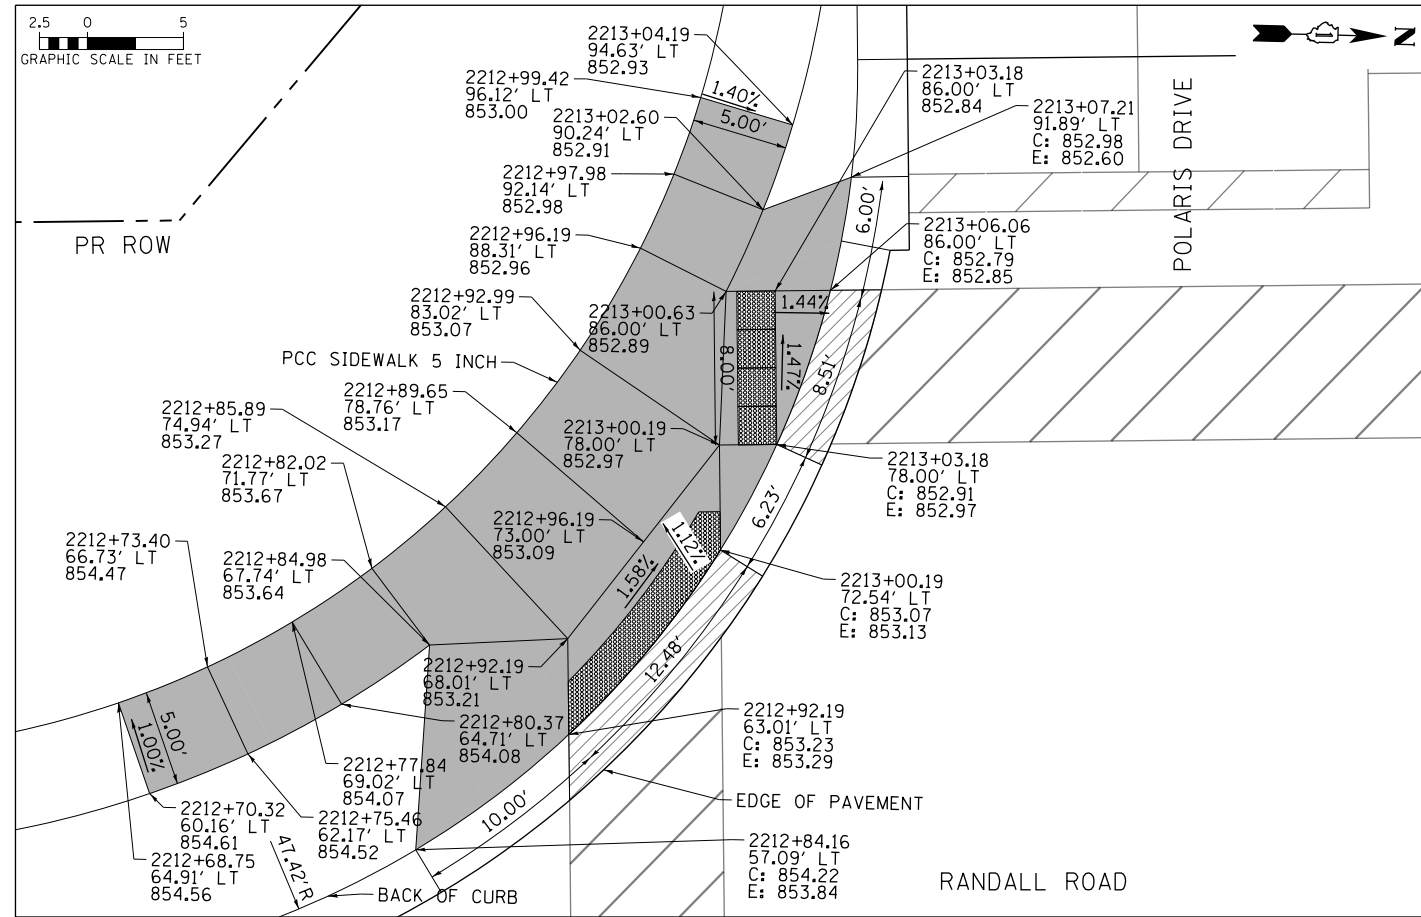 2.5 0 5
GRAPHIC SCALE IN FEET
2213+04.19
94.63' LT
852.93
2212+99.42
96.12' LT
853.00
2213+02.60
90.24' LT
852.91
2212+97.98
92.14' LT
852.98
2212+96.19
88.31' LT
852.96
2212+92.99
83.02' LT
853.07
2213+00.63
86.00' LT
852.89
PCC SIDEWALK 5 INCH
2212+89.65
78.76' LT
853.17
2212+85.89
74.94' LT
853.27
2213+00.19
78.00' LT
852.97
2212+82.02
71.77' LT
853.67
2212+96.19
73.00' LT
853.09
2212+73.40
66.73' LT
854.47
2212+84.98
67.74' LT
853.64
2212+92.19
68.01' LT
853.21
2212+80.37
64.71' LT
854.08
2212+77.84
69.02' LT
854.07
2212+70.32
60.16' LT
854.61
2212+75.46
62.17' LT
854.52
2212+68.75
64.91' LT
854.56
47.42'R
BACK OF CURB
PR ROW
1.40%
5.00'
2213+03.18
86.00' LT
852.84
2213+07.21
91.89' LT
C: 852.98
E: 852.60
2213+06.06
86.00' LT
C: 852.79
E: 852.85
POLARIS DRIVE
N
6.00'
1.44%
8.00'
1.47%
8.51'
2213+03.18
78.00' LT
C: 852.91
E: 852.97
6.23'
1.12%
1.58%
2213+00.19
72.54' LT
C: 853.07
E: 853.13
12.48'
2212+92.19
63.01' LT
C: 853.23
E: 853.29
EDGE OF PAVEMENT
10.00'
5.00'
1.00%
2212+84.16
57.09' LT
C: 854.22
E: 853.84
RANDALL ROAD